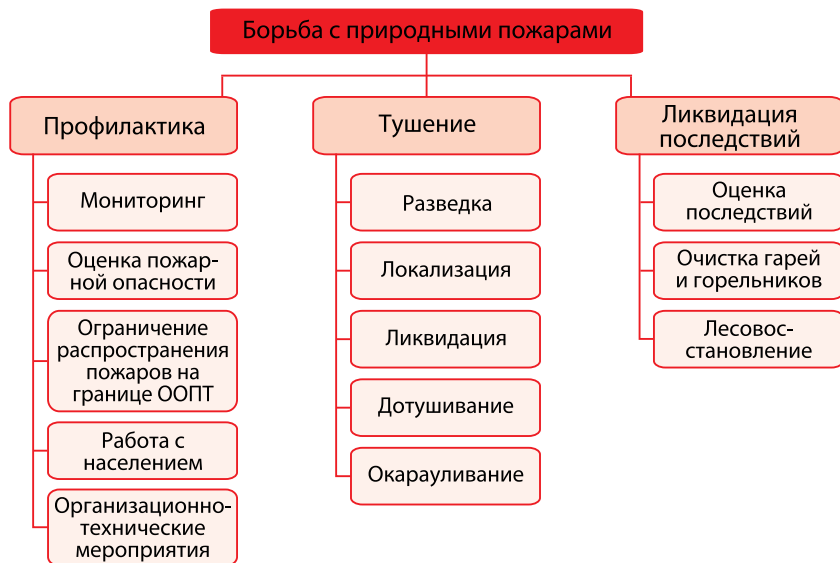 Борьба с природными пожарами
Профилактика
Мониторинг
Оценка пожар-
ной опасности
Ограничение
распространения
пожаров на
границе ООПТ
Работа с
населением
Организационно-
технические
мероприятия
Тушение
Разведка
Локализация
Ликвидация
Дотушивание
Окарауливание
Ликвидация
последствий
Оценка
последствий
Очистка гарей
и горельников
Лесовос-
становление